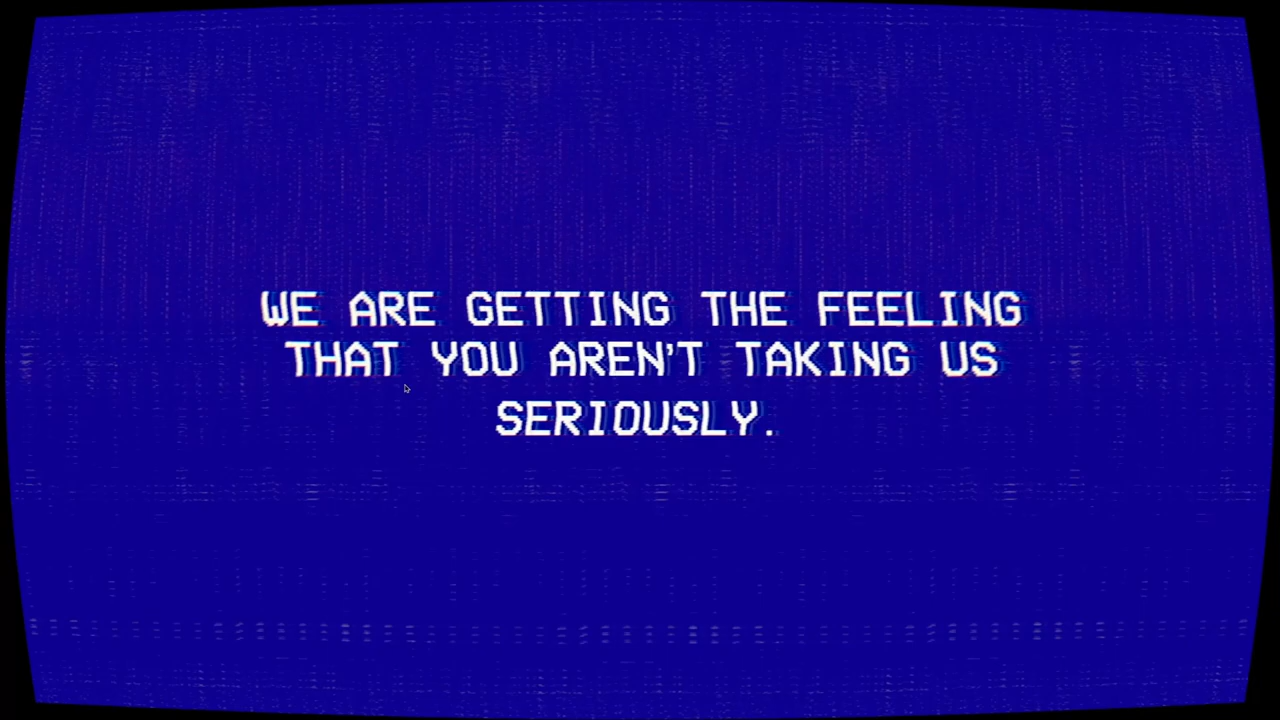 WE ARE GETTING THE FEELING
THAT YOU AREN'T TAKING US
SERIOUSLY.